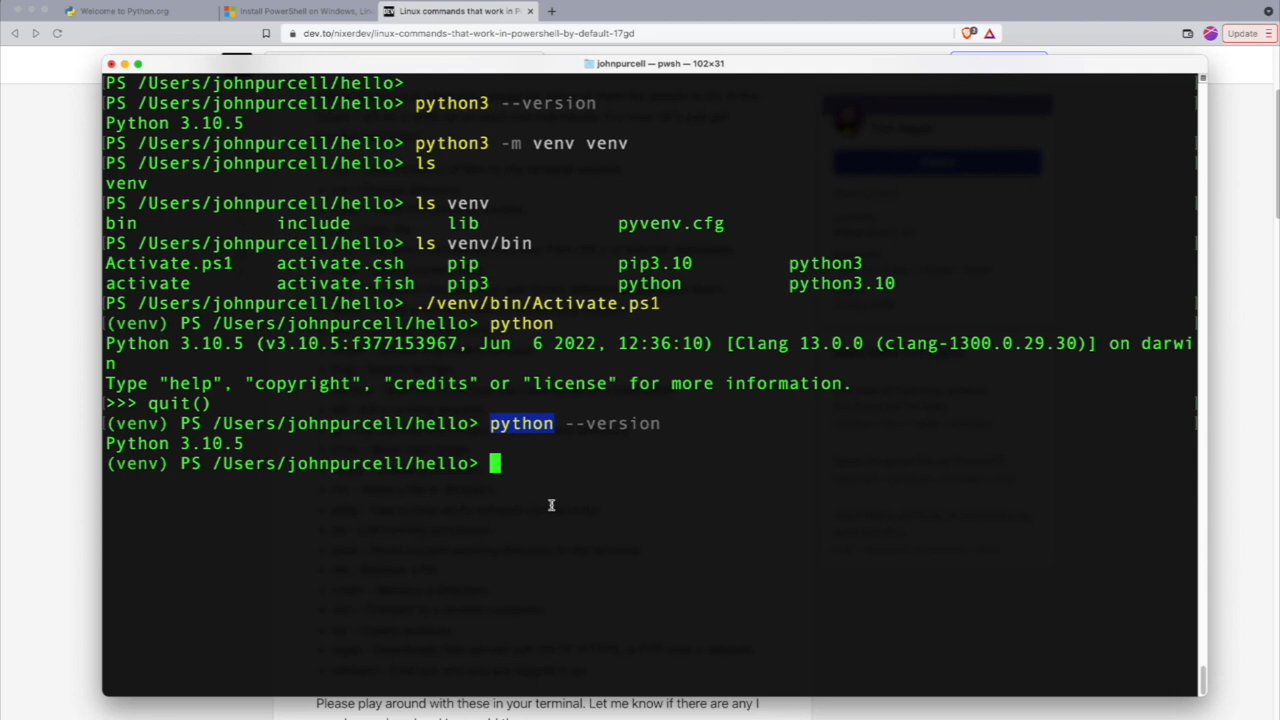 Welcome to Python.org
Install PowerShell on Windows, Lin
Linux commands that work in P
dev.to/nixerdev/linux-commands-that-work-in-powershell-by-default-17gd
Update
johnpurcell — pwsh — 102×31
PS /Users/johnpurcell/hello>
PS /Users/johnpurcell/hello> python3 --version
Python 3.10.5
PS /Users/johnpurcell/hello> python3 -m venv venv
PS /Users/johnpurcell/hello> ls
venv
PS /Users/johnpurcell/hello> ls venv
bin include lib pyvenv.cfg
PS /Users/johnpurcell/hello> ls venv/bin
Activate.ps1 activate.csh pip pip3.10 python3
activate activate.fish pip3 python python3.10
PS /Users/johnpurcell/hello> ./venv/bin/Activate.ps1
(venv) PS /Users/johnpurcell/hello> python
Python 3.10.5 (v3.10.5:f377153967, Jun 6 2022, 12:36:10) [Clang 13.0.0 (clang-1300.0.29.30)] on darwi
n
Type "help", "copyright", "credits" or "license" for more information.
>>> quit()
(venv) PS /Users/johnpurcell/hello> python --version
Python 3.10.5
(venv) PS /Users/johnpurcell/hello>
Please play around with these in your terminal. Let me know if there are any I